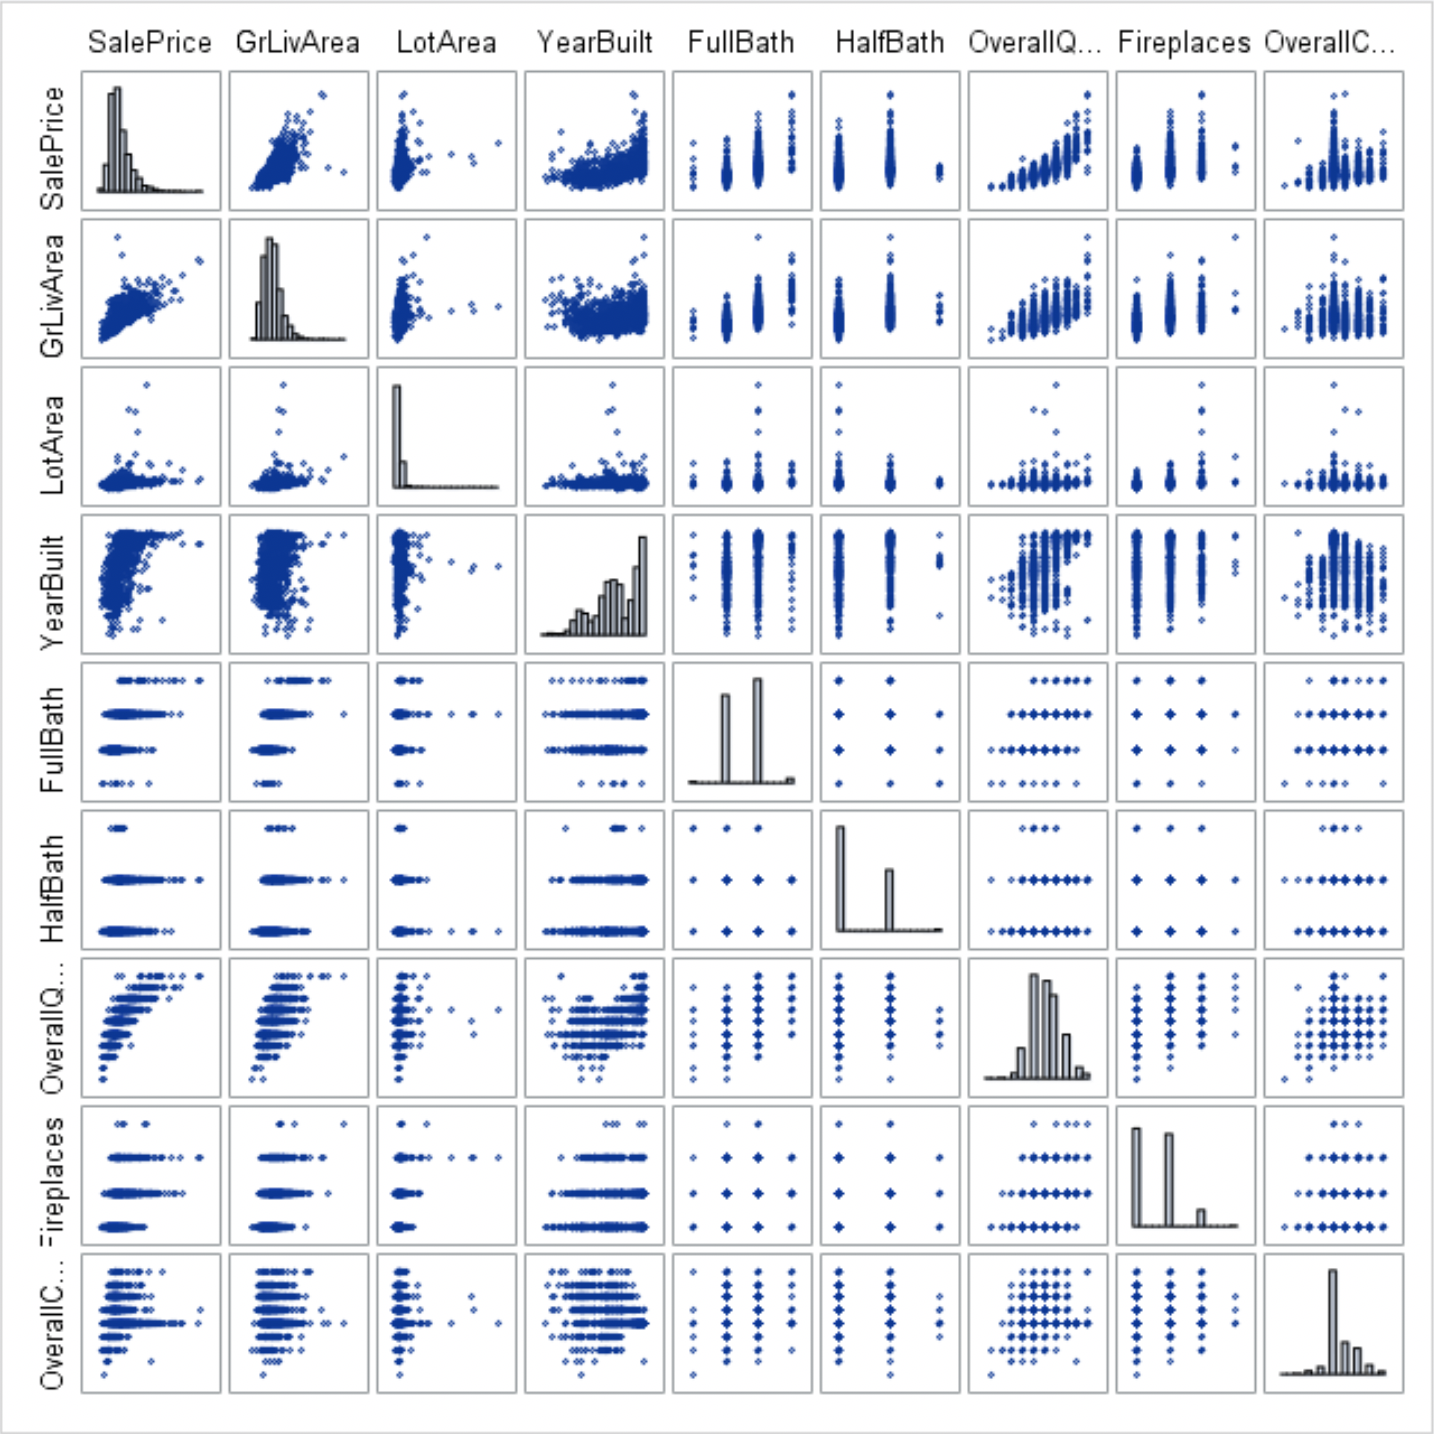 SalePrice GrLivArea LotArea YearBuilt FullBath HalfBath OverallQ... Fireplaces OverallC...
SalePrice
GrLivArea
LotArea
YearBuilt
FullBath
HalfBath
OverallQ...
Fireplaces
OverallC...